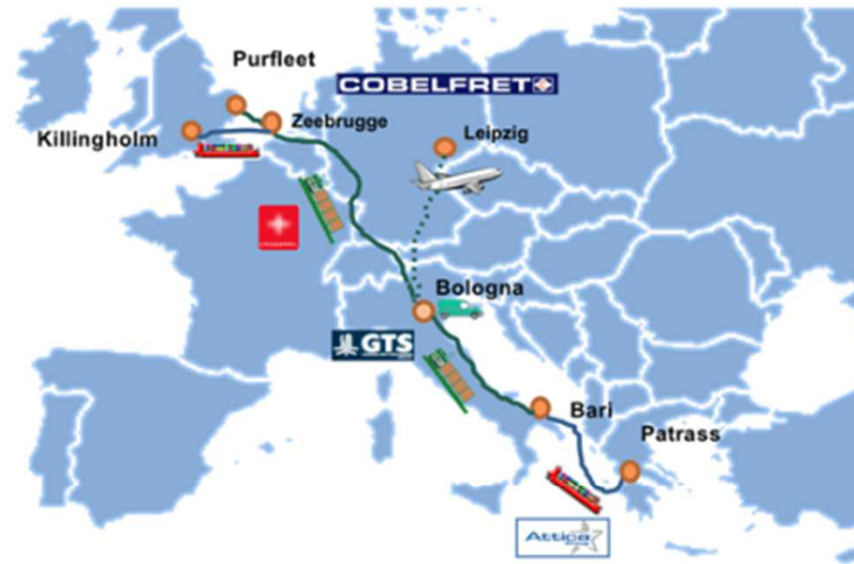 Purfleet
COBELFRET
Killingholm
Zeebrugge
Leipzig
Bologna
GTS
Bari
Patrass
Attica